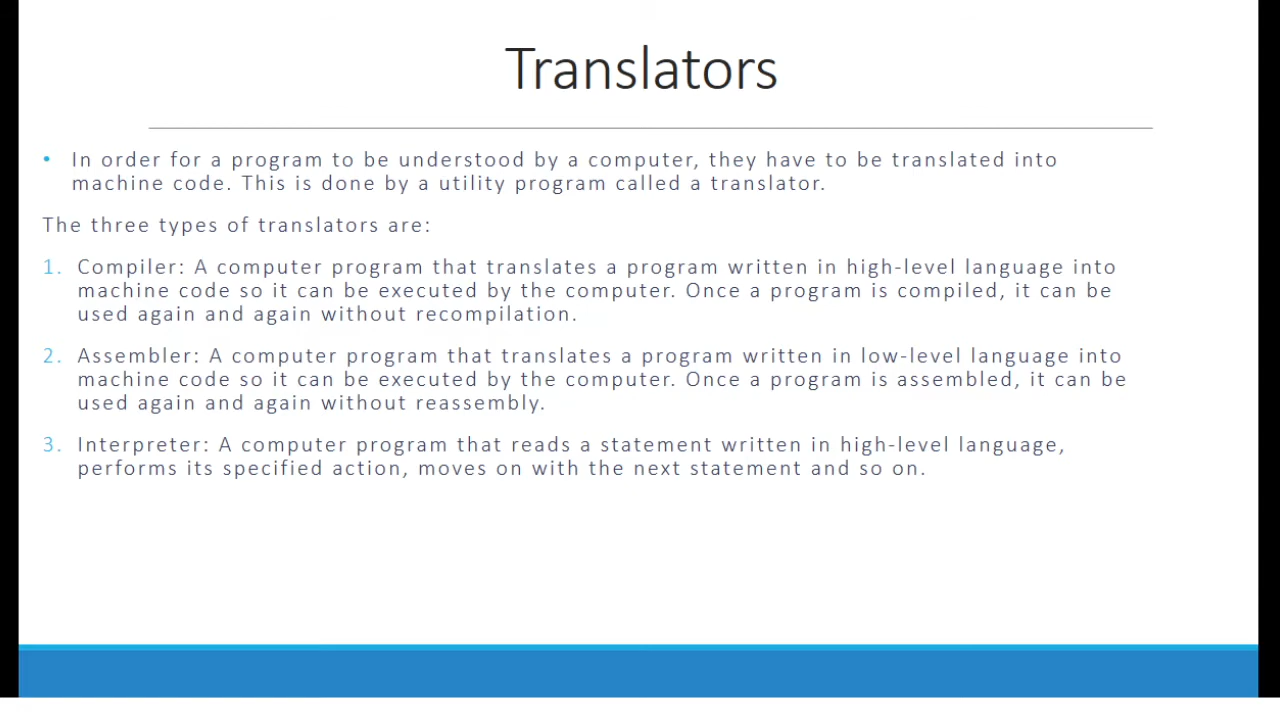 Translators
• In order for a program to be understood by a computer, they have to be translated into
machine code. This is done by a utility program called a translator.
The three types of translators are:
1. Compiler: A computer program that translates a program written in high-level language into
machine code so it can be executed by the computer. Once a program is compiled, it can be
used again and again without recompilation.
2. Assembler: A computer program that translates a program written in low-level language into
machine code so it can be executed by the computer. Once a program is assembled, it can be
used again and again without reassembly.
3. Interpreter: A computer program that reads a statement written in high-level language,
performs its specified action, moves on with the next statement and so on.